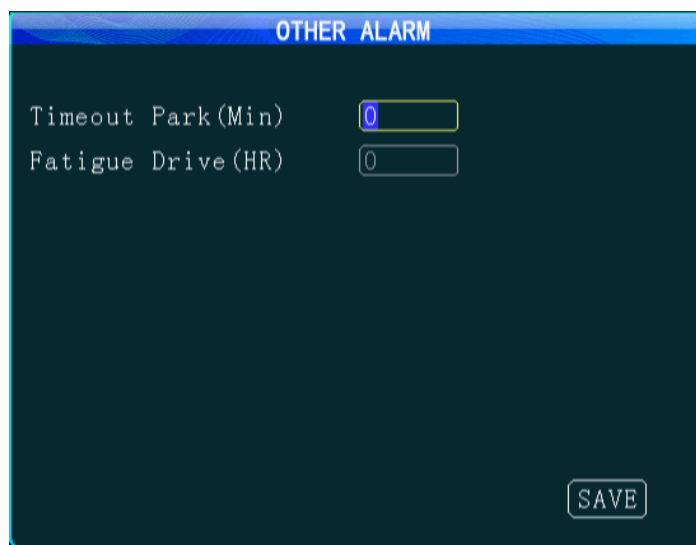 OTHER ALARM
Timeout Park(Min) 0
Fatigue Drive(HR) 0
SAVE